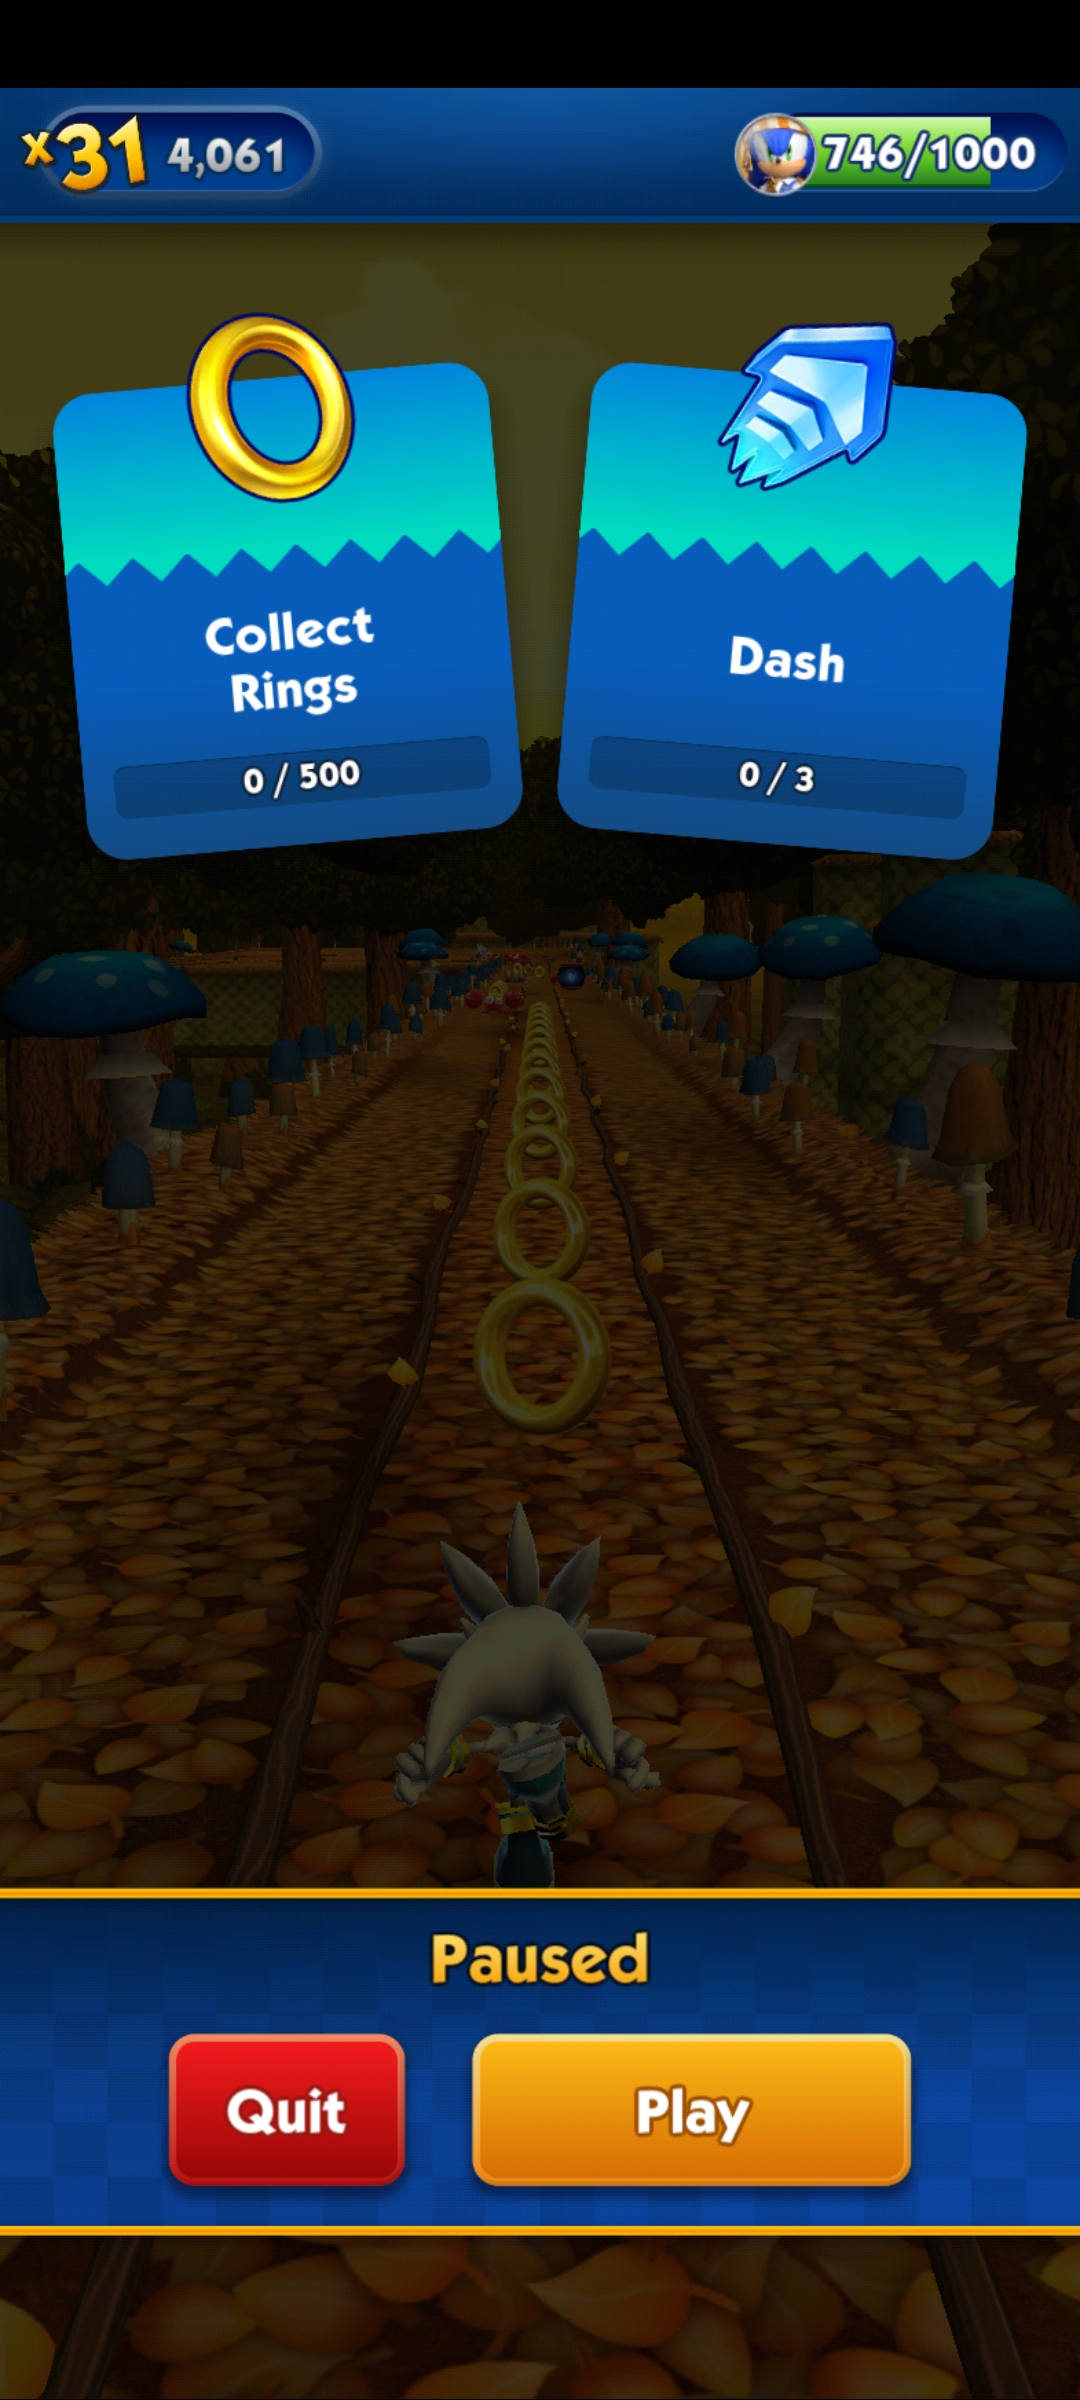 x31 4,061
746/1000
Collect
Rings
0 / 500
Dash
0 / 3
Paused
Quit
Play